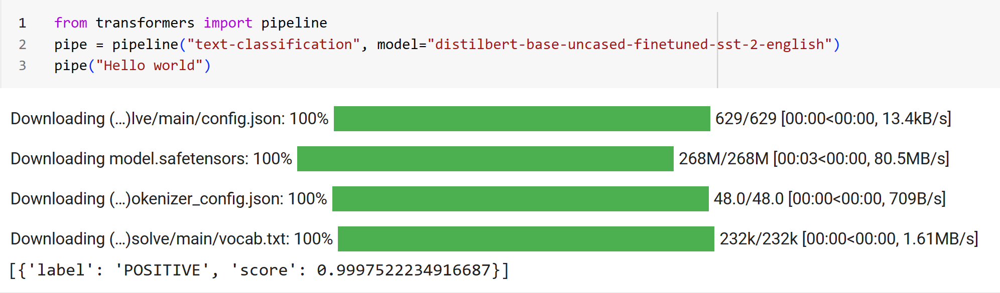 1 from transformers import pipeline
2 pipe = pipeline("text-classification", model="distilbert-base-uncased-finetuned-sst-2-english")
3 pipe("Hello world")
Downloading (…)lve/main/config.json: 100% 629/629 [00:00<00:00, 13.4kB/s]
Downloading model.safetensors: 100% 268M/268M [00:03<00:00, 80.5MB/s]
Downloading (…)okenizer_config.json: 100% 48.0/48.0 [00:00<00:00, 709B/s]
Downloading (…)solve/main/vocab.txt: 100% 232k/232k [00:00<00:00, 1.61MB/s]
[{'label': 'POSITIVE', 'score': 0.9997522234916687}]